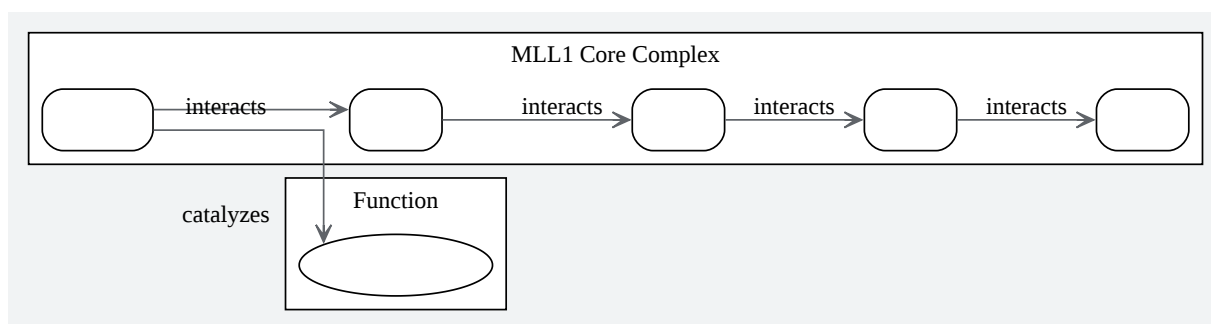 MLL1 Core Complex
interacts
interacts
interacts
interacts
catalyzes
Function